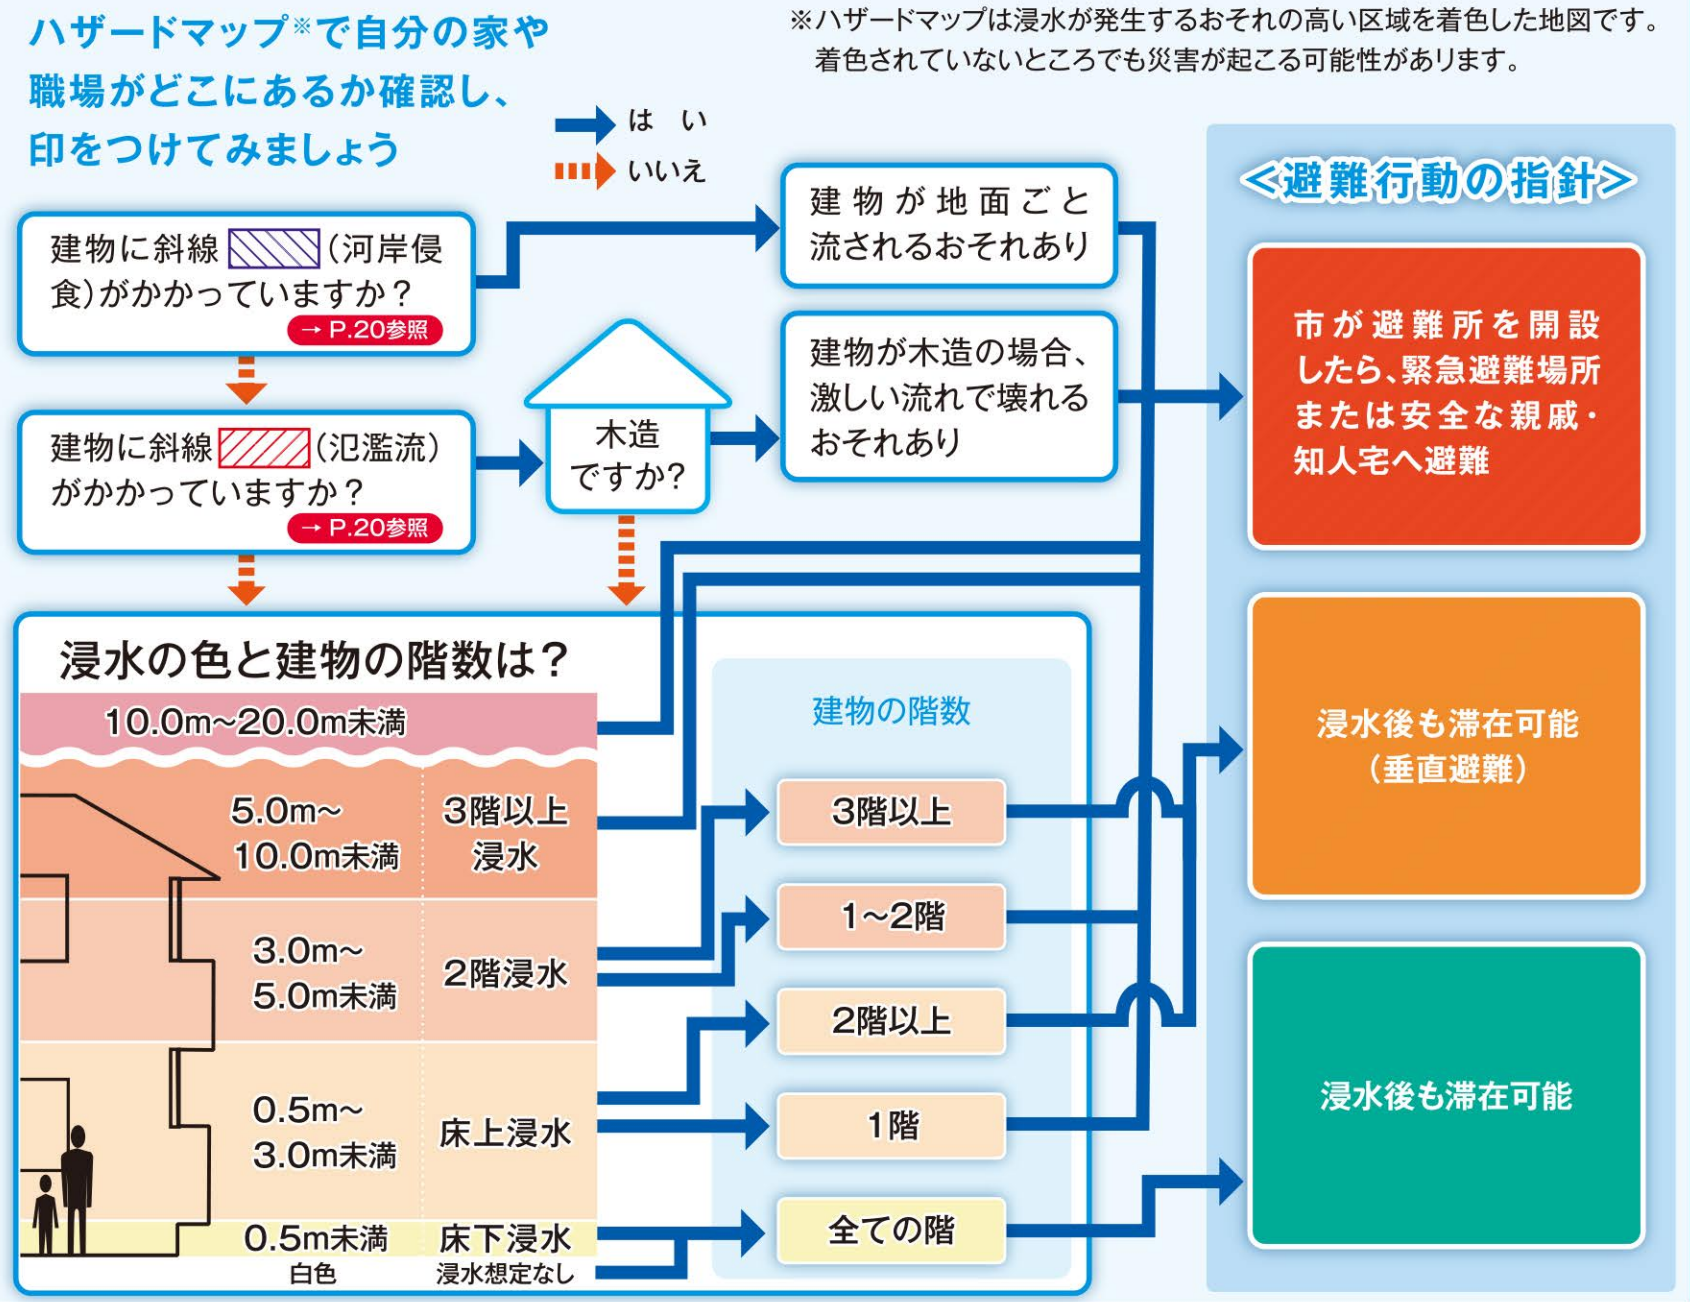 ハザードマップ※で自分の家や
職場がどこにあるか確認し、
印をつけてみましょう
※ハザードマップは浸水が発生するおそれの高い区域を着色した地図です。
着色されていないところでも災害が起こる可能性があります。
はい
いいえ
<避難行動の指針>
建物に斜線(河岸侵
食)がかかっていますか？
→ P.20参照
建物が地面ごと
流されるおそれあり
建物に斜線(氾濫流)
がかかっていますか？
→ P.20参照
木造
ですか？
建物が木造の場合、
激しい流れで壊れる
おそれあり
市が避難所を開設
したら、緊急避難場所
または安全な親戚・
知人宅へ避難
浸水後も滞在可能
（垂直避難）
浸水後も滞在可能
浸水の色と建物の階数は？
10.0m〜20.0m未満
5.0m〜
10.0m未満
3階以上
浸水
3.0m〜
5.0m未満
2階浸水
0.5m〜
3.0m未満
床上浸水
0.5m未満
床下浸水
白色
浸水想定なし
建物の階数
3階以上
1〜2階
2階以上
1階
全ての階